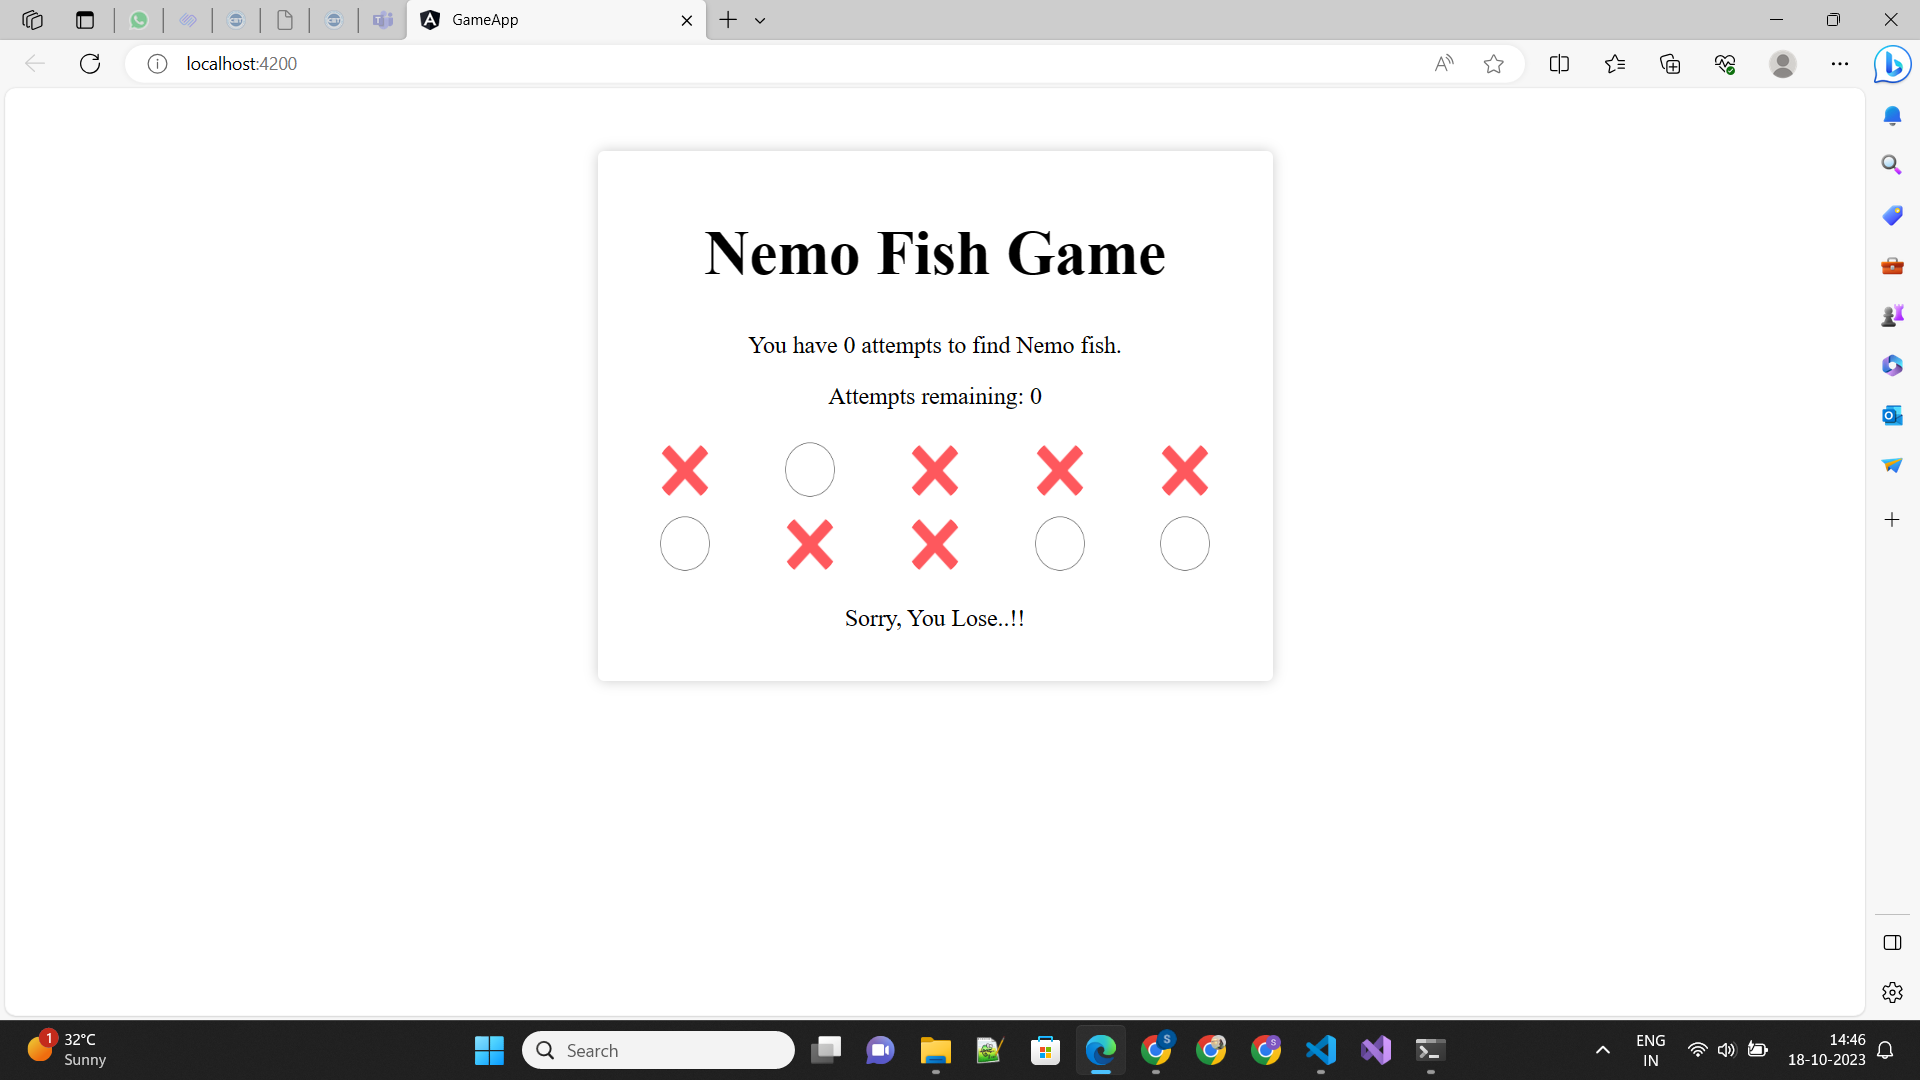 GameApp
localhost:4200
Nemo Fish Game
You have 0 attempts to find Nemo fish.
Attempts remaining: 0
Sorry, You Lose..!!
1
32°C
Sunny
Search
S
S
ENG
IN
14:46
18-10-2023